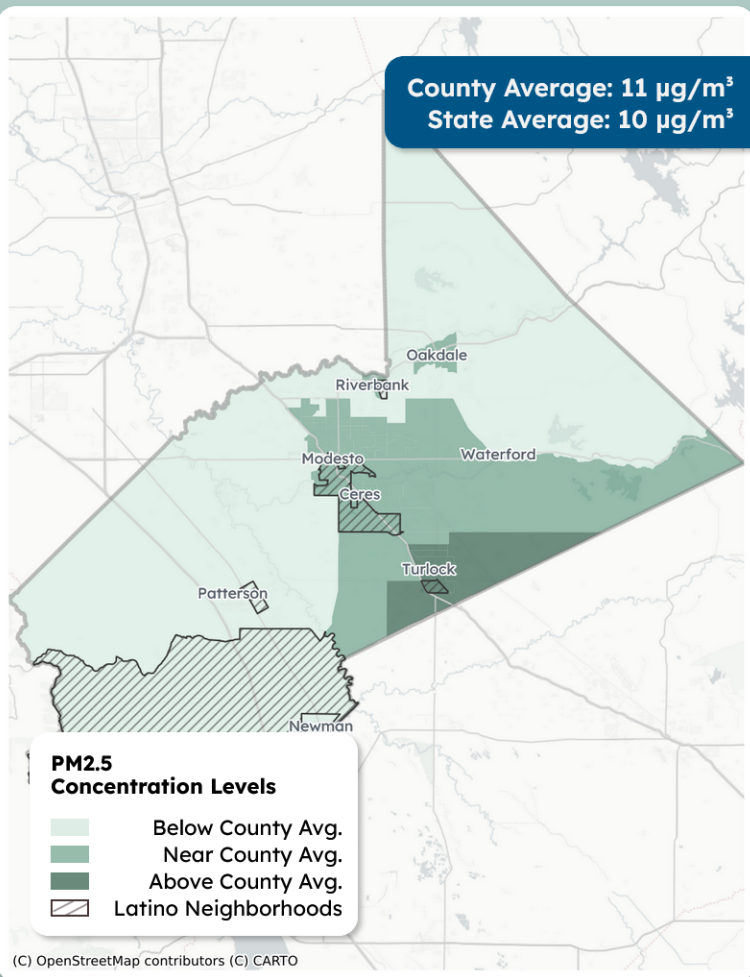 County Average: 11 µg/m³
State Average: 10 µg/m³
Oakdale
Riverbank
Modesto
Waterford
Ceres
Turlock
Patterson
Newman
PM2.5
Concentration Levels
Below County Avg.
Near County Avg.
Above County Avg.
Latino Neighborhoods
(C) OpenStreetMap contributors (C) CARTO